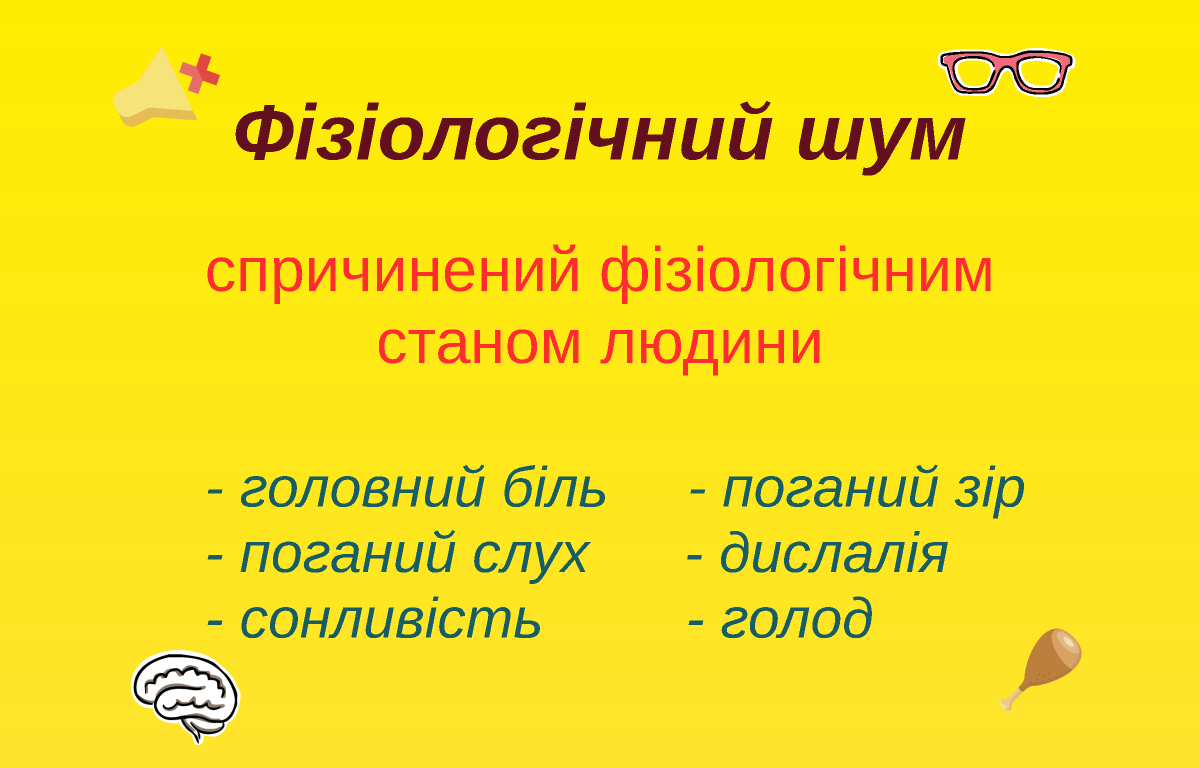 Фізіологічний шум
спричинений фізіологічним
станом людини
- головний біль - поганий зір
- поганий слух - дислалія
- сонливість - голод